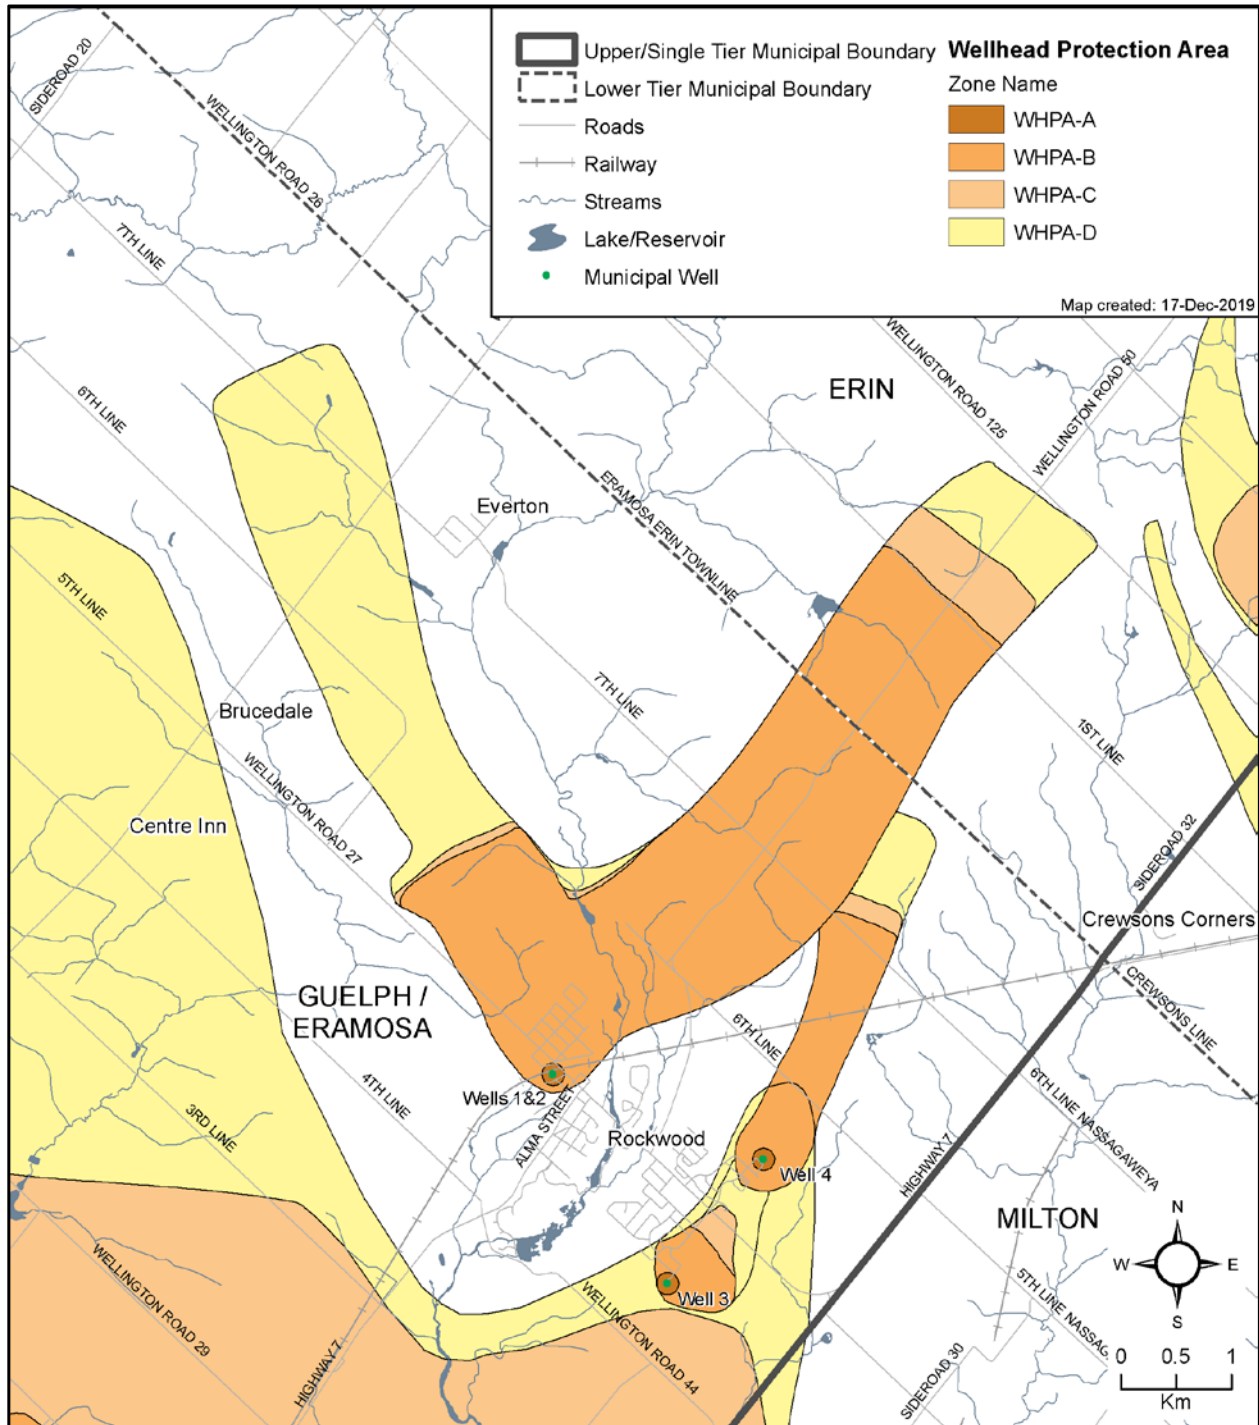 Upper/Single Tier Municipal Boundary
Lower Tier Municipal Boundary
Roads
Railway
Streams
Lake/Reservoir
Municipal Well
Wellhead Protection Area
Zone Name
WHPA-A
WHPA-B
WHPA-C
WHPA-D
Map created: 17-Dec-2019
SIDEROAD 20
WELLINGTON ROAD 26
7TH LINE
6TH LINE
WELLINGTON ROAD 125
WELLINGTON ROAD 50
ERIN
Everton
ERAMOSA ERIN TOWNLINE
5TH LINE
Brucedale
7TH LINE
1ST LINE
WELLINGTON ROAD 27
Centre Inn
SIDEROAD 32
Crewsons Corners
GUELPH /
ERAMOSA
CREWSONS LINE
6TH LINE
4TH LINE
3RD LINE
Wells 1&2
ALMA STREET
Rockwood
6TH LINE NASSAGAWEYA
HIGHWAY 7
Well 4
MILTON
Well 3
WELLINGTON ROAD 29
HIGHWAY 7
WELLINGTON ROAD 44
5TH LINE NASSAG
SIDEROAD 30
N
W
E
S
0 0.5 1
Km